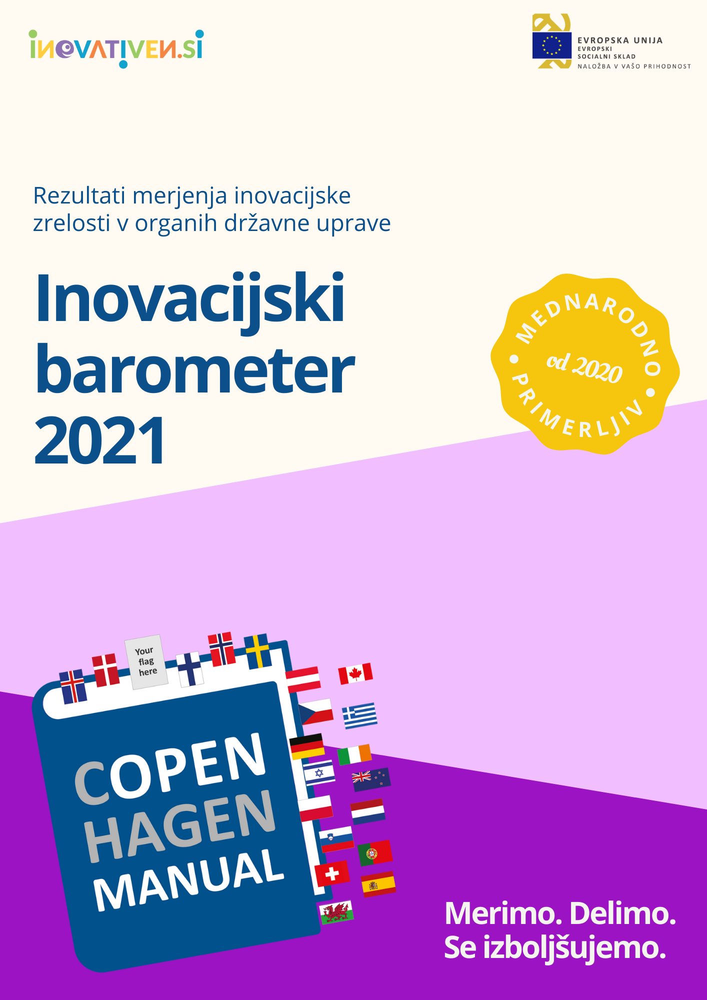 iNOVATIVEN.Si
EVROPSKA UNIJA
EVROPSKI
SOCIALNI SKLAD
NALOŽBA V VAŠO PRIHODNOST
Rezultati merjenja inovacijske
zrelosti v organih državne uprave
Inovacijski
barometer
2021
MEDNARODNO
od 2020
PRIMERLJIV
Your
flag
here
COPEN
HAGEN
MANUAL
Merimo. Delimo.
Se izboljšujemo.